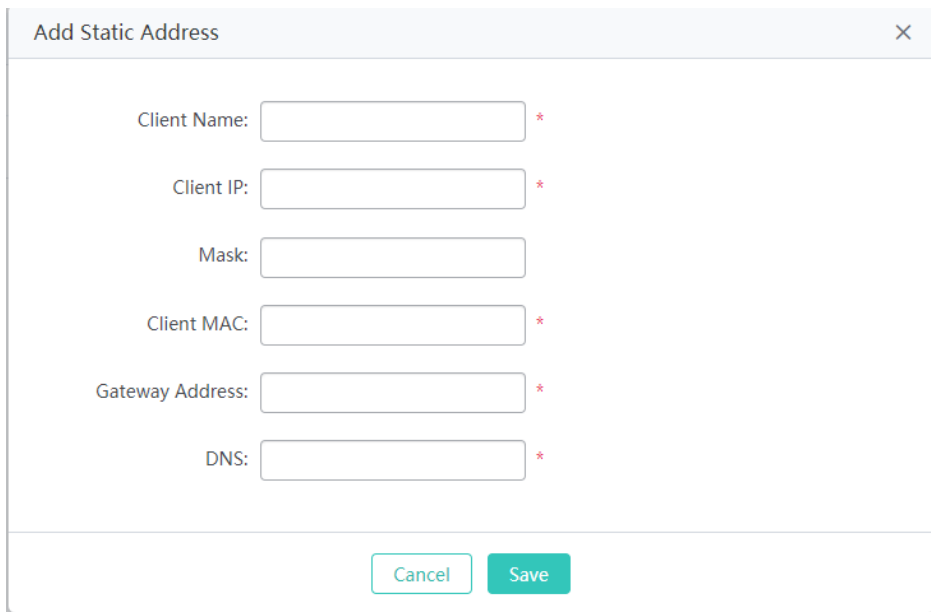 Add Static Address
Client Name: *
Client IP: *
Mask:
Client MAC: *
Gateway Address: *
DNS: *
Cancel Save